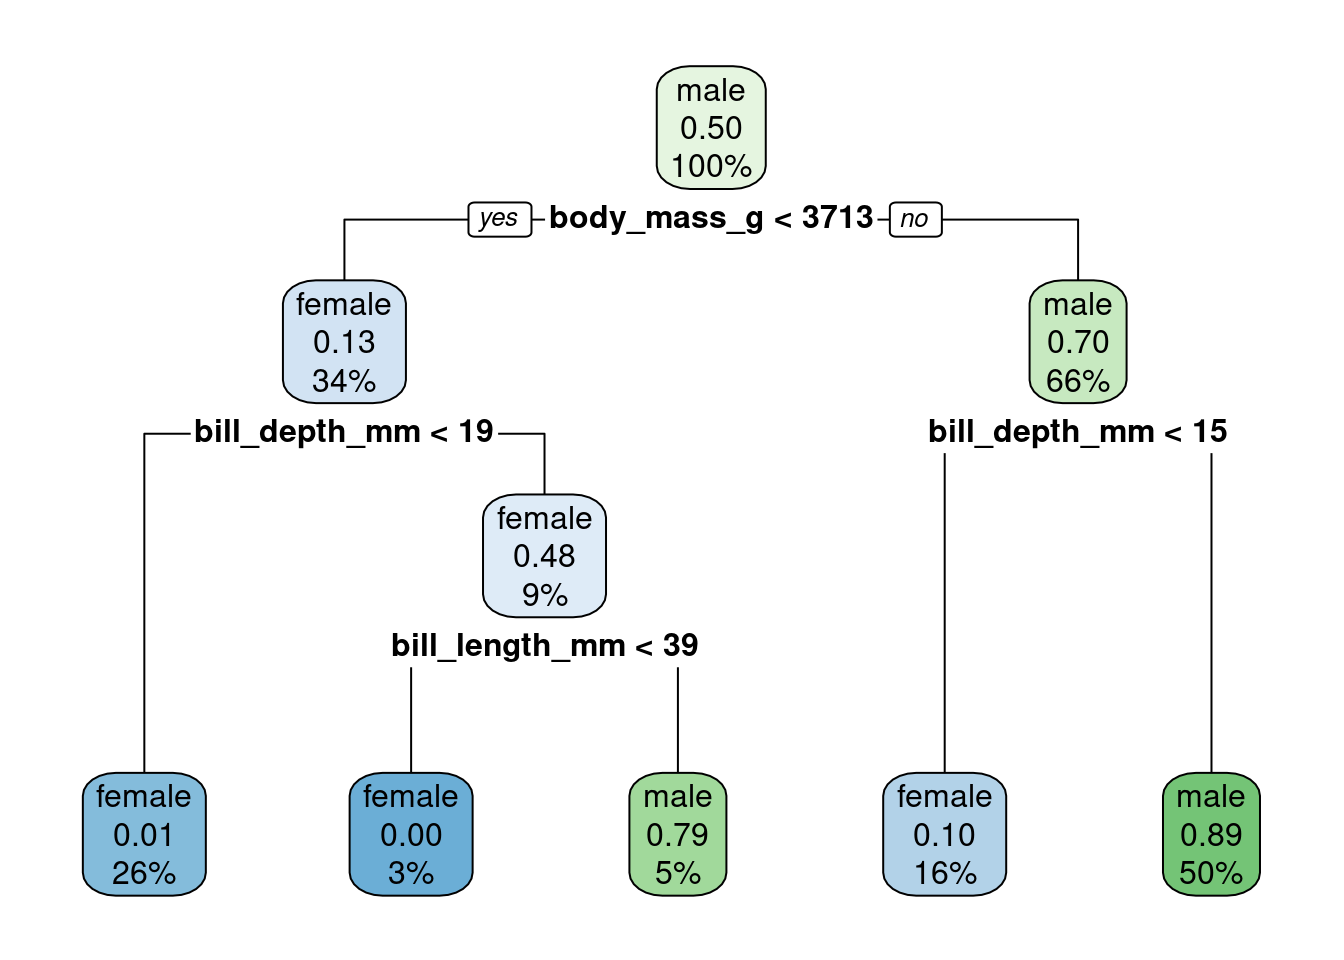 male
0.50
100%
yes
body_mass_g < 3713
no
female
0.13
34%
male
0.70
66%
bill_depth_mm < 19
bill_depth_mm < 15
female
0.48
9%
bill_length_mm < 39
female
0.01
26%
female
0.00
3%
male
0.79
5%
female
0.10
16%
male
0.89
50%